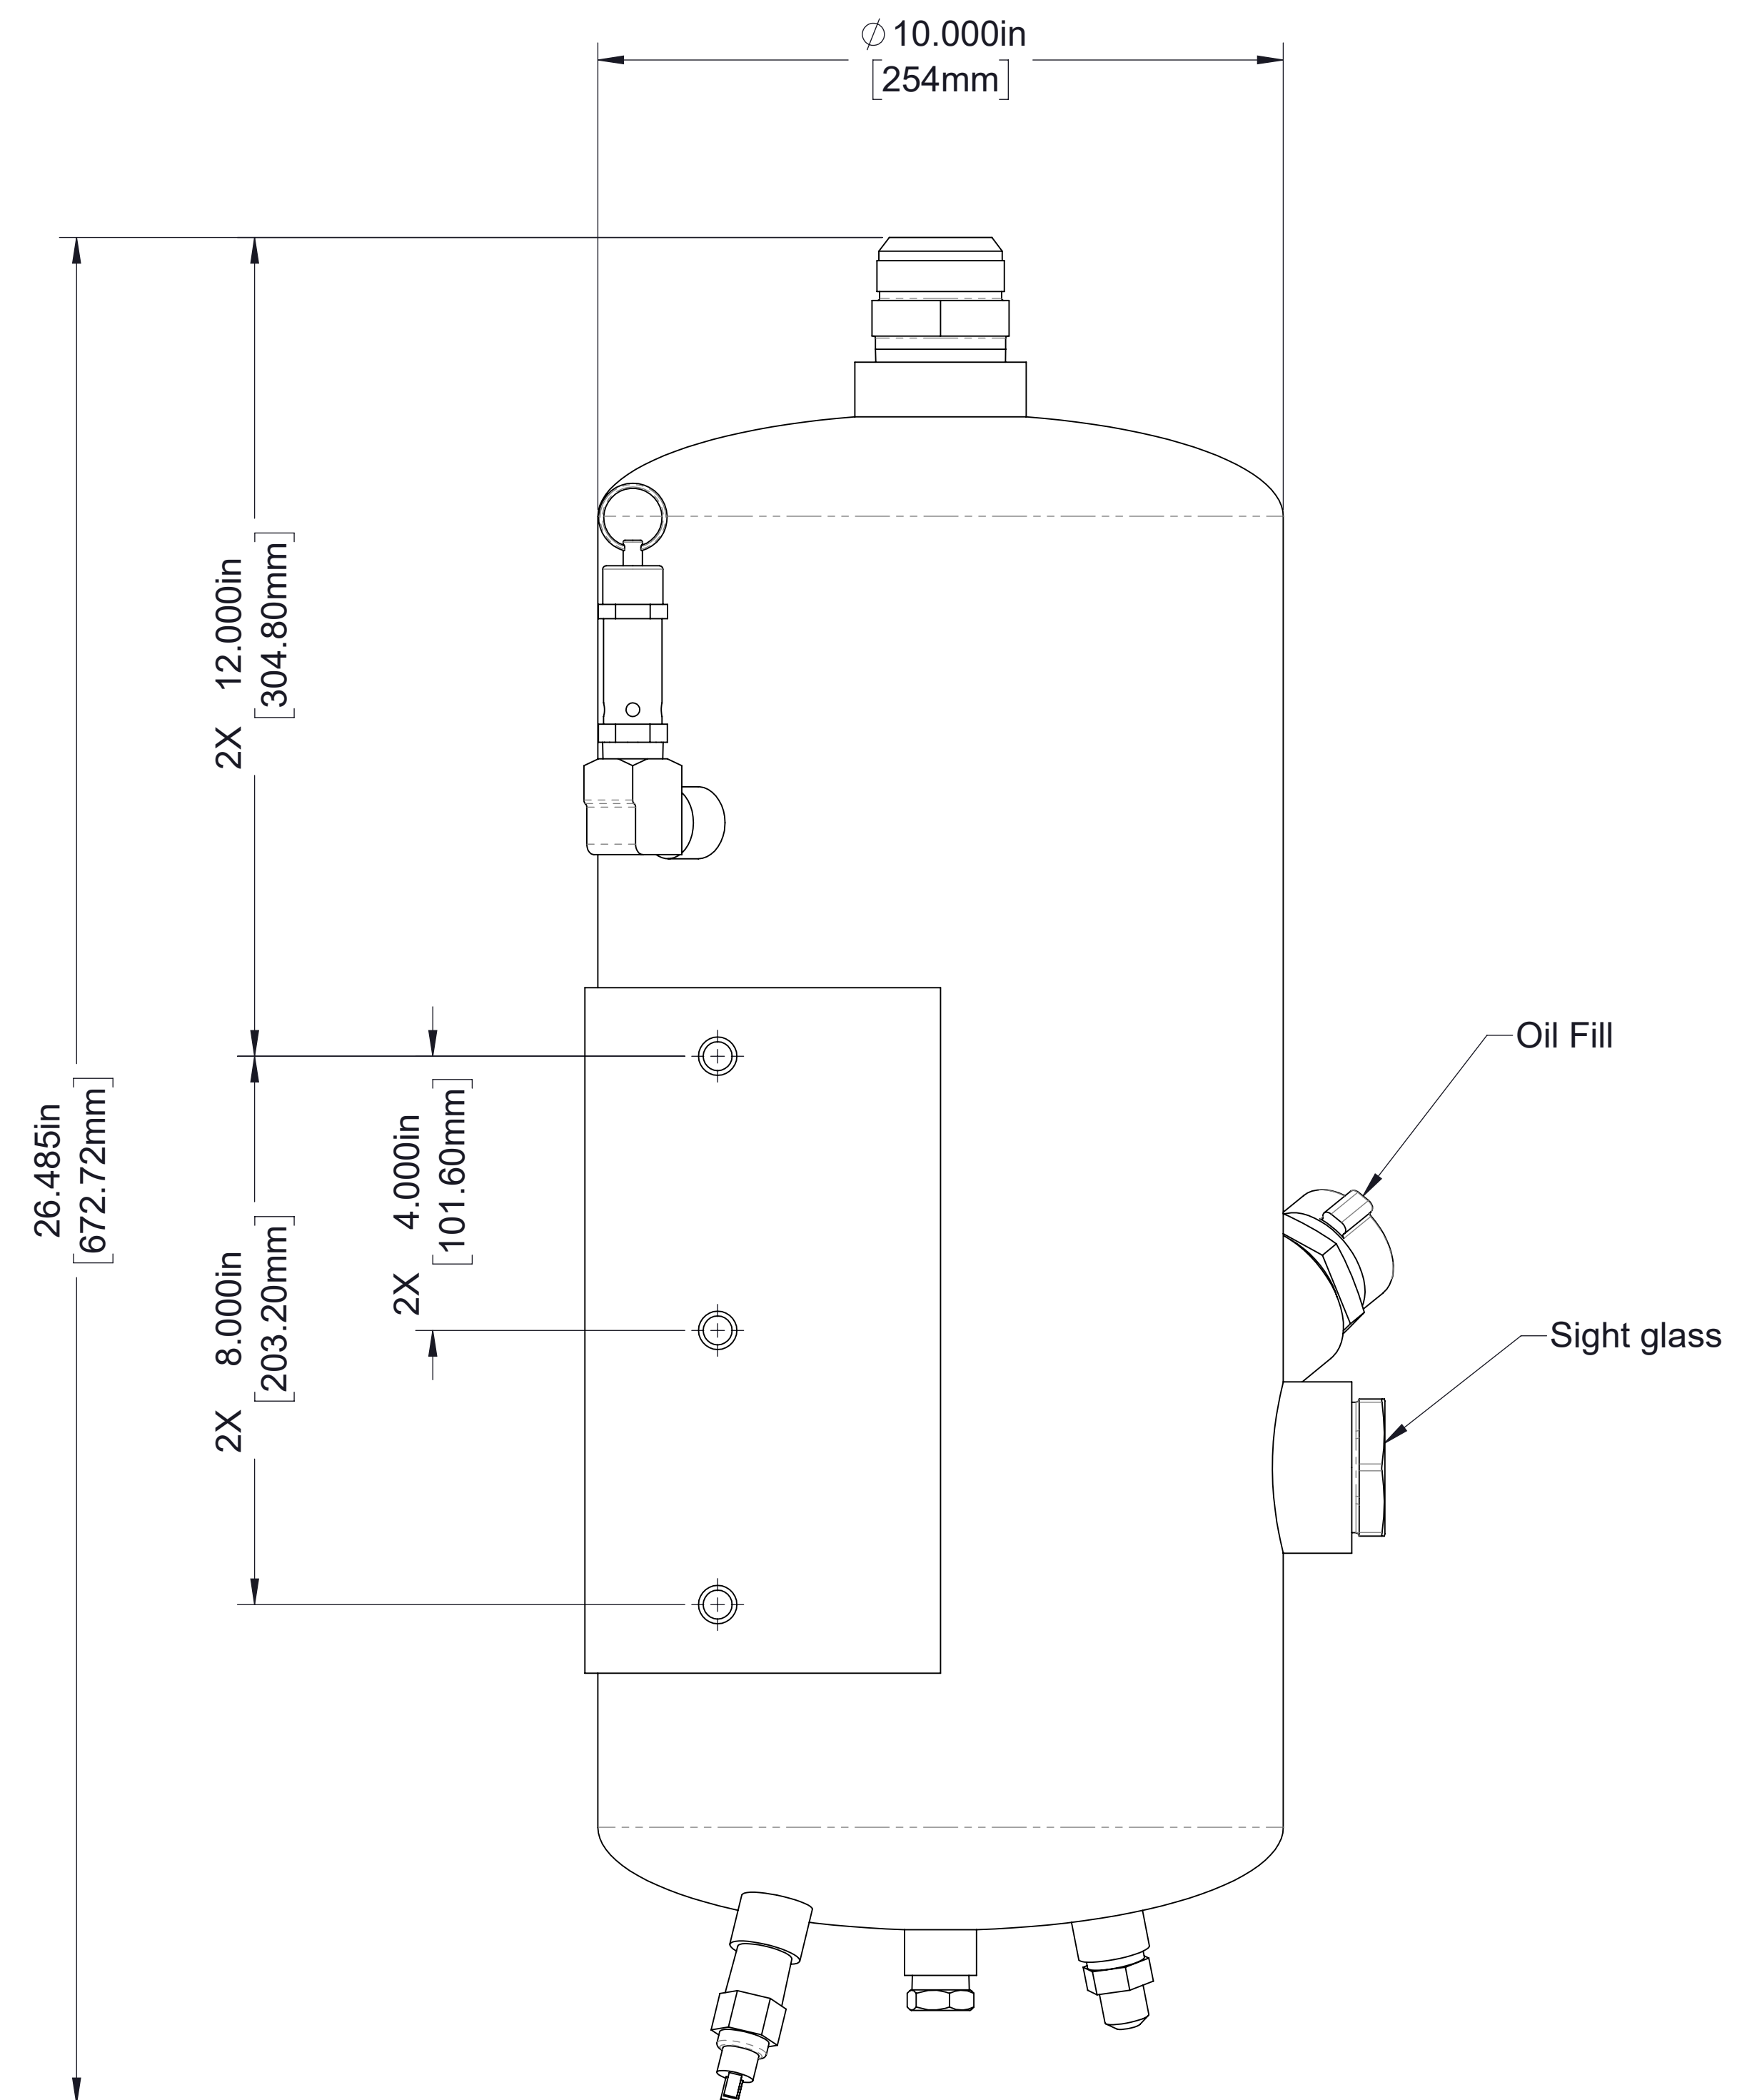 ⌀ 10.000in
[254mm]
2X 12.000in
[304.80mm]
26.485in
[672.72mm]
2X 8.000in
[203.20mm]
2X 4.000in
[101.60mm]
Oil Fill
Sight glass